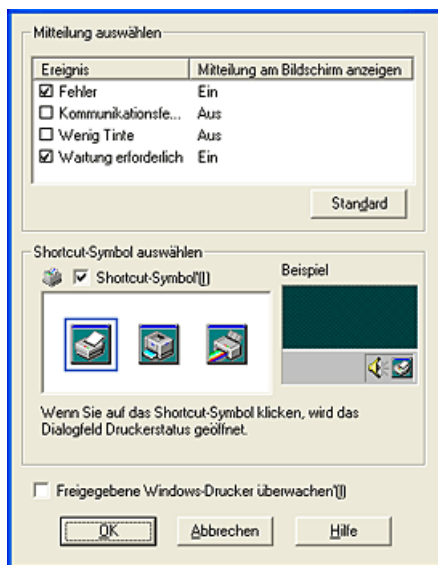 Mitteilung auswählen
Ereignis Mitteilung am Bildschirm anzeigen
Fehler Ein
Kommunikationsfe... Aus
Wenig Tinte Aus
Wartung erforderlich Ein
Standard
Shortcut-Symbol auswählen
Shortcut-Symbol'(I) Beispiel
Wenn Sie auf das Shortcut-Symbol klicken, wird das
Dialogfeld Druckerstatus geöffnet.
Freigegebene Windows-Drucker überwachen'(I)
OK Abbrechen Hilfe